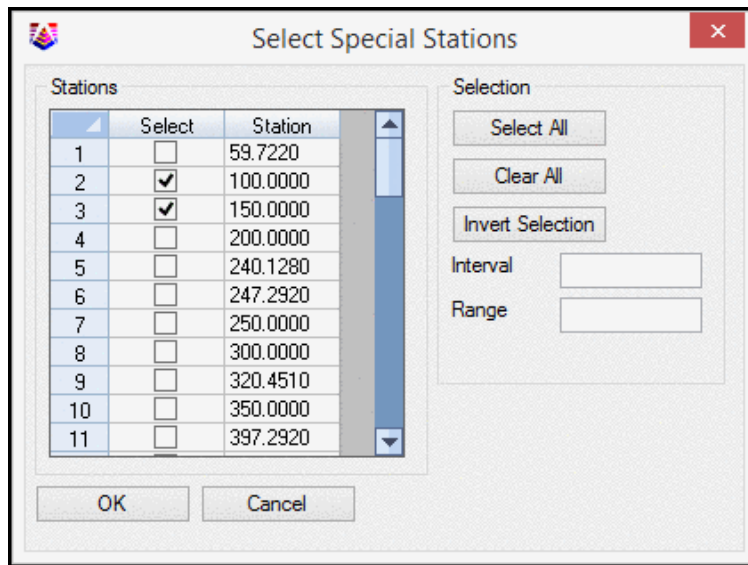 Select Special Stations
Stations
Select Station
1 59.7220
2 100.0000
3 150.0000
4 200.0000
5 240.1280
6 247.2920
7 250.0000
8 300.0000
9 320.4510
10 350.0000
11 397.2920
Selection
Select All
Clear All
Invert Selection
Interval
Range
OK Cancel